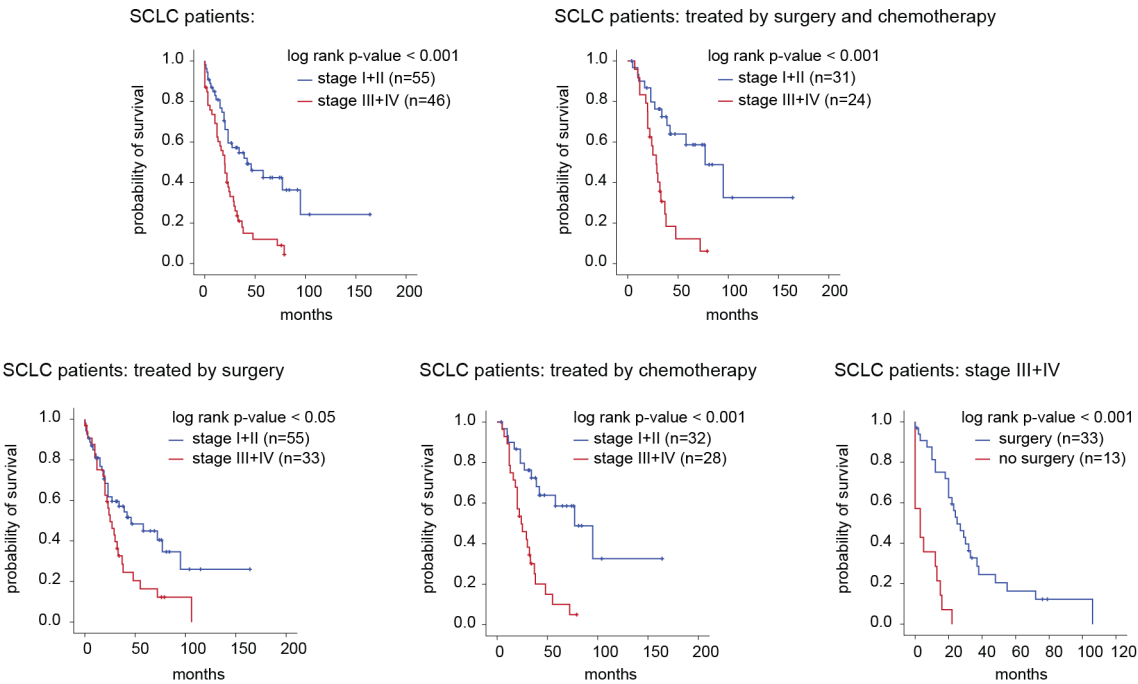 SCLC patients:
log rank p-value < 0.001
stage I+II (n=55)
stage III+IV (n=46)
probability of survival
1.0
0.8
0.6
0.4
0.2
0.0
0 50 100 150 200
months
SCLC patients: treated by surgery and chemotherapy
log rank p-value < 0.001
stage I+II (n=31)
stage III+IV (n=24)
probability of survival
1.0
0.8
0.6
0.4
0.2
0.0
0 50 100 150 200
months
SCLC patients: treated by surgery
log rank p-value < 0.05
stage I+II (n=55)
stage III+IV (n=33)
probability of survival
1.0
0.8
0.6
0.4
0.2
0.0
0 50 100 150 200
months
SCLC patients: treated by chemotherapy
log rank p-value < 0.001
stage I+II (n=32)
stage III+IV (n=28)
probability of survival
1.0
0.8
0.6
0.4
0.2
0.0
0 50 100 150 200
months
SCLC patients: stage III+IV
log rank p-value < 0.001
surgery (n=33)
no surgery (n=13)
probability of survival
1.0
0.8
0.6
0.4
0.2
0.0
0 20 40 60 80 100 120
months